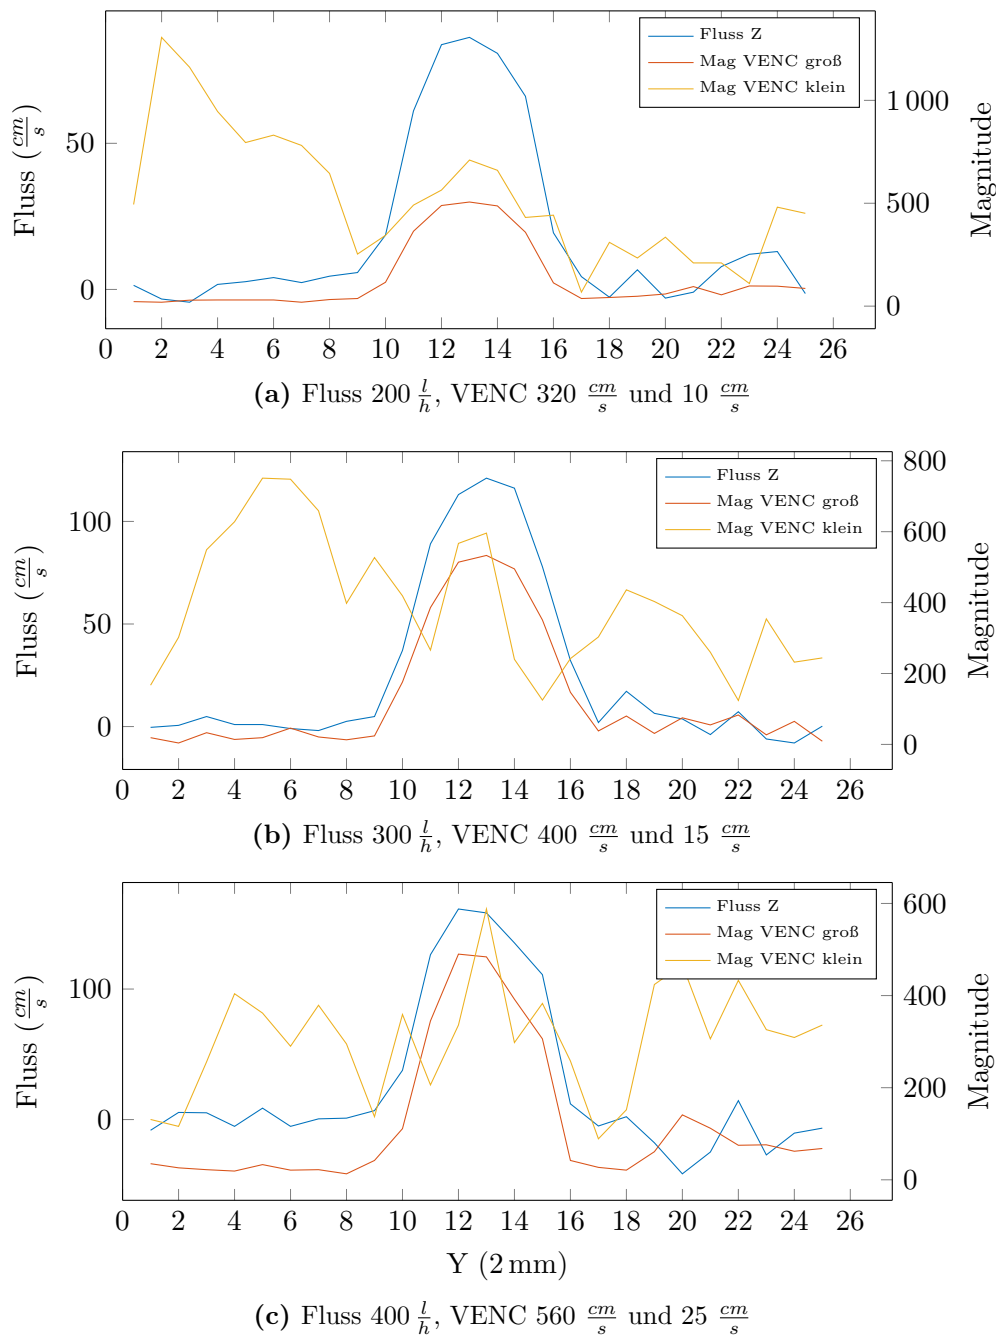 Fluss Z
Mag VENC groß
Mag VENC klein
Fluss (cm/s)
50
0
1 000
500
0
Magnitude
0 2 4 6 8 10 12 14 16 18 20 22 24 26
(a) Fluss 200 l/h, VENC 320 cm/s und 10 cm/s
Fluss Z
Mag VENC groß
Mag VENC klein
Fluss (cm/s)
100
50
0
800
600
400
200
0
Magnitude
0 2 4 6 8 10 12 14 16 18 20 22 24 26
(b) Fluss 300 l/h, VENC 400 cm/s und 15 cm/s
Fluss Z
Mag VENC groß
Mag VENC klein
Fluss (cm/s)
100
0
600
400
200
0
Magnitude
0 2 4 6 8 10 12 14 16 18 20 22 24 26
Y (2 mm)
(c) Fluss 400 l/h, VENC 560 cm/s und 25 cm/s